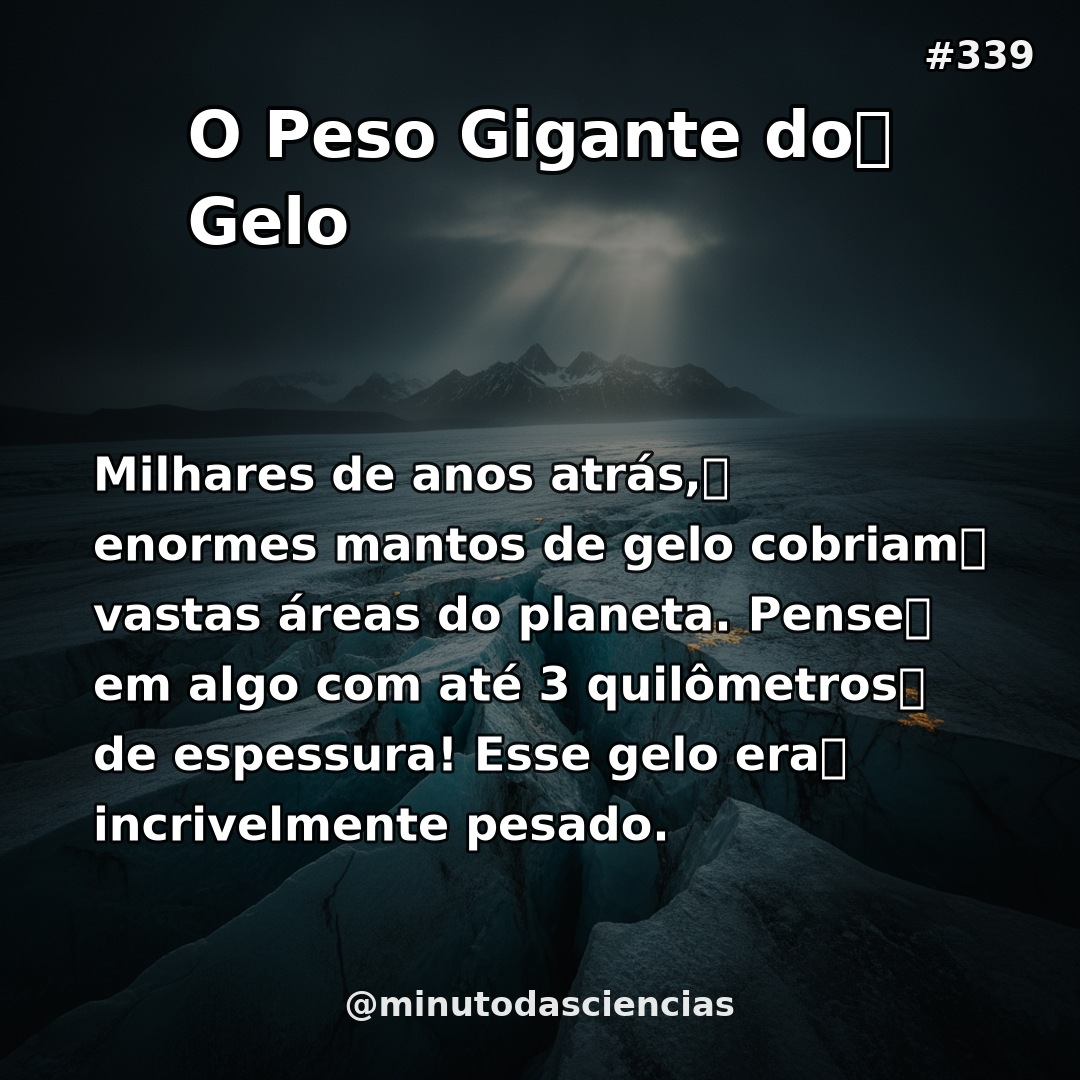 #339
O Peso Gigante do▯
Gelo
Milhares de anos atrás,▯
enormes mantos de gelo cobriam▯
vastas áreas do planeta. Pense▯
em algo com até 3 quilômetros▯
de espessura! Esse gelo era▯
incrivelmente pesado.
@minutodasciencias